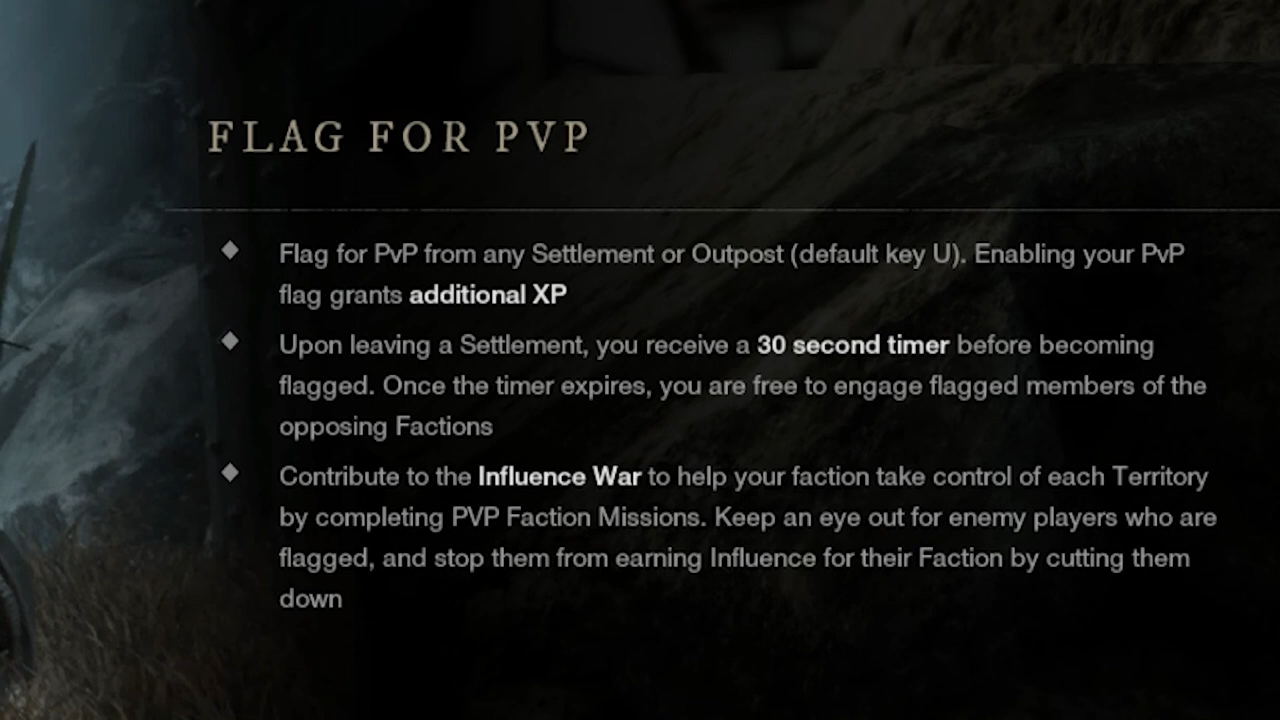 FLAG FOR PVP
Flag for PvP from any Settlement or Outpost (default key U). Enabling your PvP
flag grants additional XP
Upon leaving a Settlement, you receive a 30 second timer before becoming
flagged. Once the timer expires, you are free to engage flagged members of the
opposing Factions
Contribute to the Influence War to help your faction take control of each Territory
by completing PVP Faction Missions. Keep an eye out for enemy players who are
flagged, and stop them from earning Influence for their Faction by cutting them
down